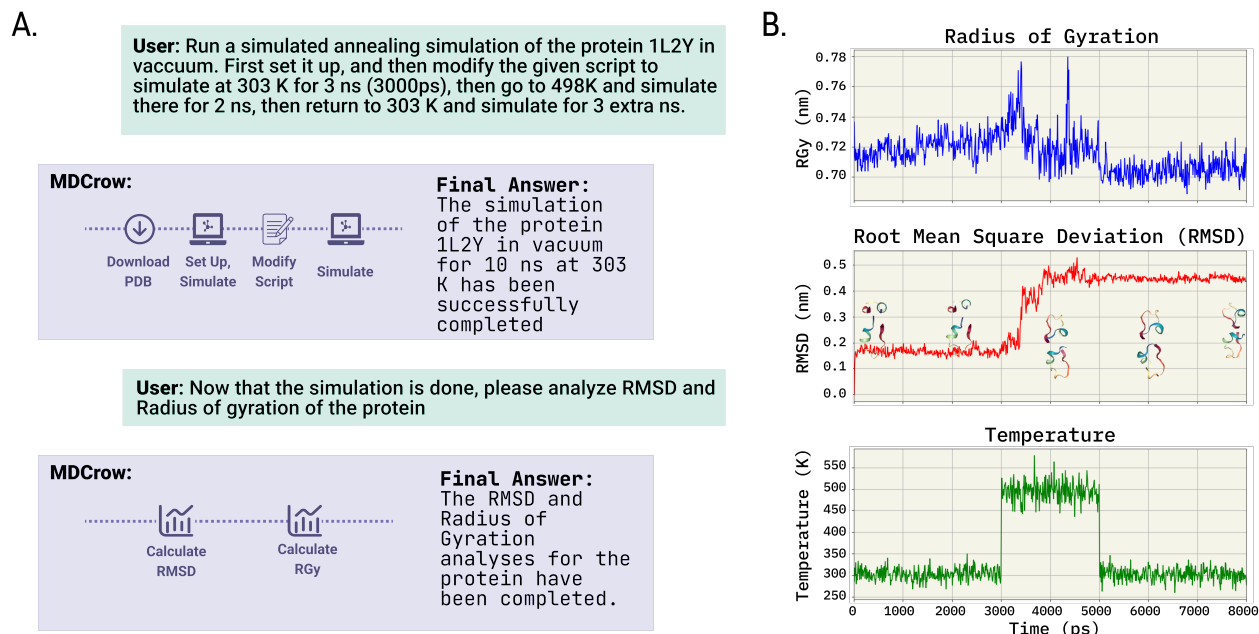 A.
User: Run a simulated annealing simulation of the protein 1L2Y in
vaccuum. First set it up, and then modify the given script to
simulate at 303 K for 3 ns (3000ps), then go to 498K and simulate
there for 2 ns, then return to 303 K and simulate for 3 extra ns.
MDCrow:
Download
PDB
Set Up,
Simulate
Modify
Script
Simulate
Final Answer:
The simulation
of the protein
1L2Y in vacuum
for 10 ns at 303
K has been
successfully
completed
User: Now that the simulation is done, please analyze RMSD and
Radius of gyration of the protein
MDCrow:
Calculate
RMSD
Calculate
RGy
Final Answer:
The RMSD and
Radius of
Gyration
analyses for the
protein have
been completed.
B.
Radius of Gyration
RGy (nm)
0.78
0.76
0.74
0.72
0.70
Root Mean Square Deviation (RMSD)
RMSD (nm)
0.5
0.4
0.3
0.2
0.1
0.0
Temperature
Temperature (K)
550
500
450
400
350
300
250
0 1000 2000 3000 4000 5000 6000 7000 8000
Time (ps)